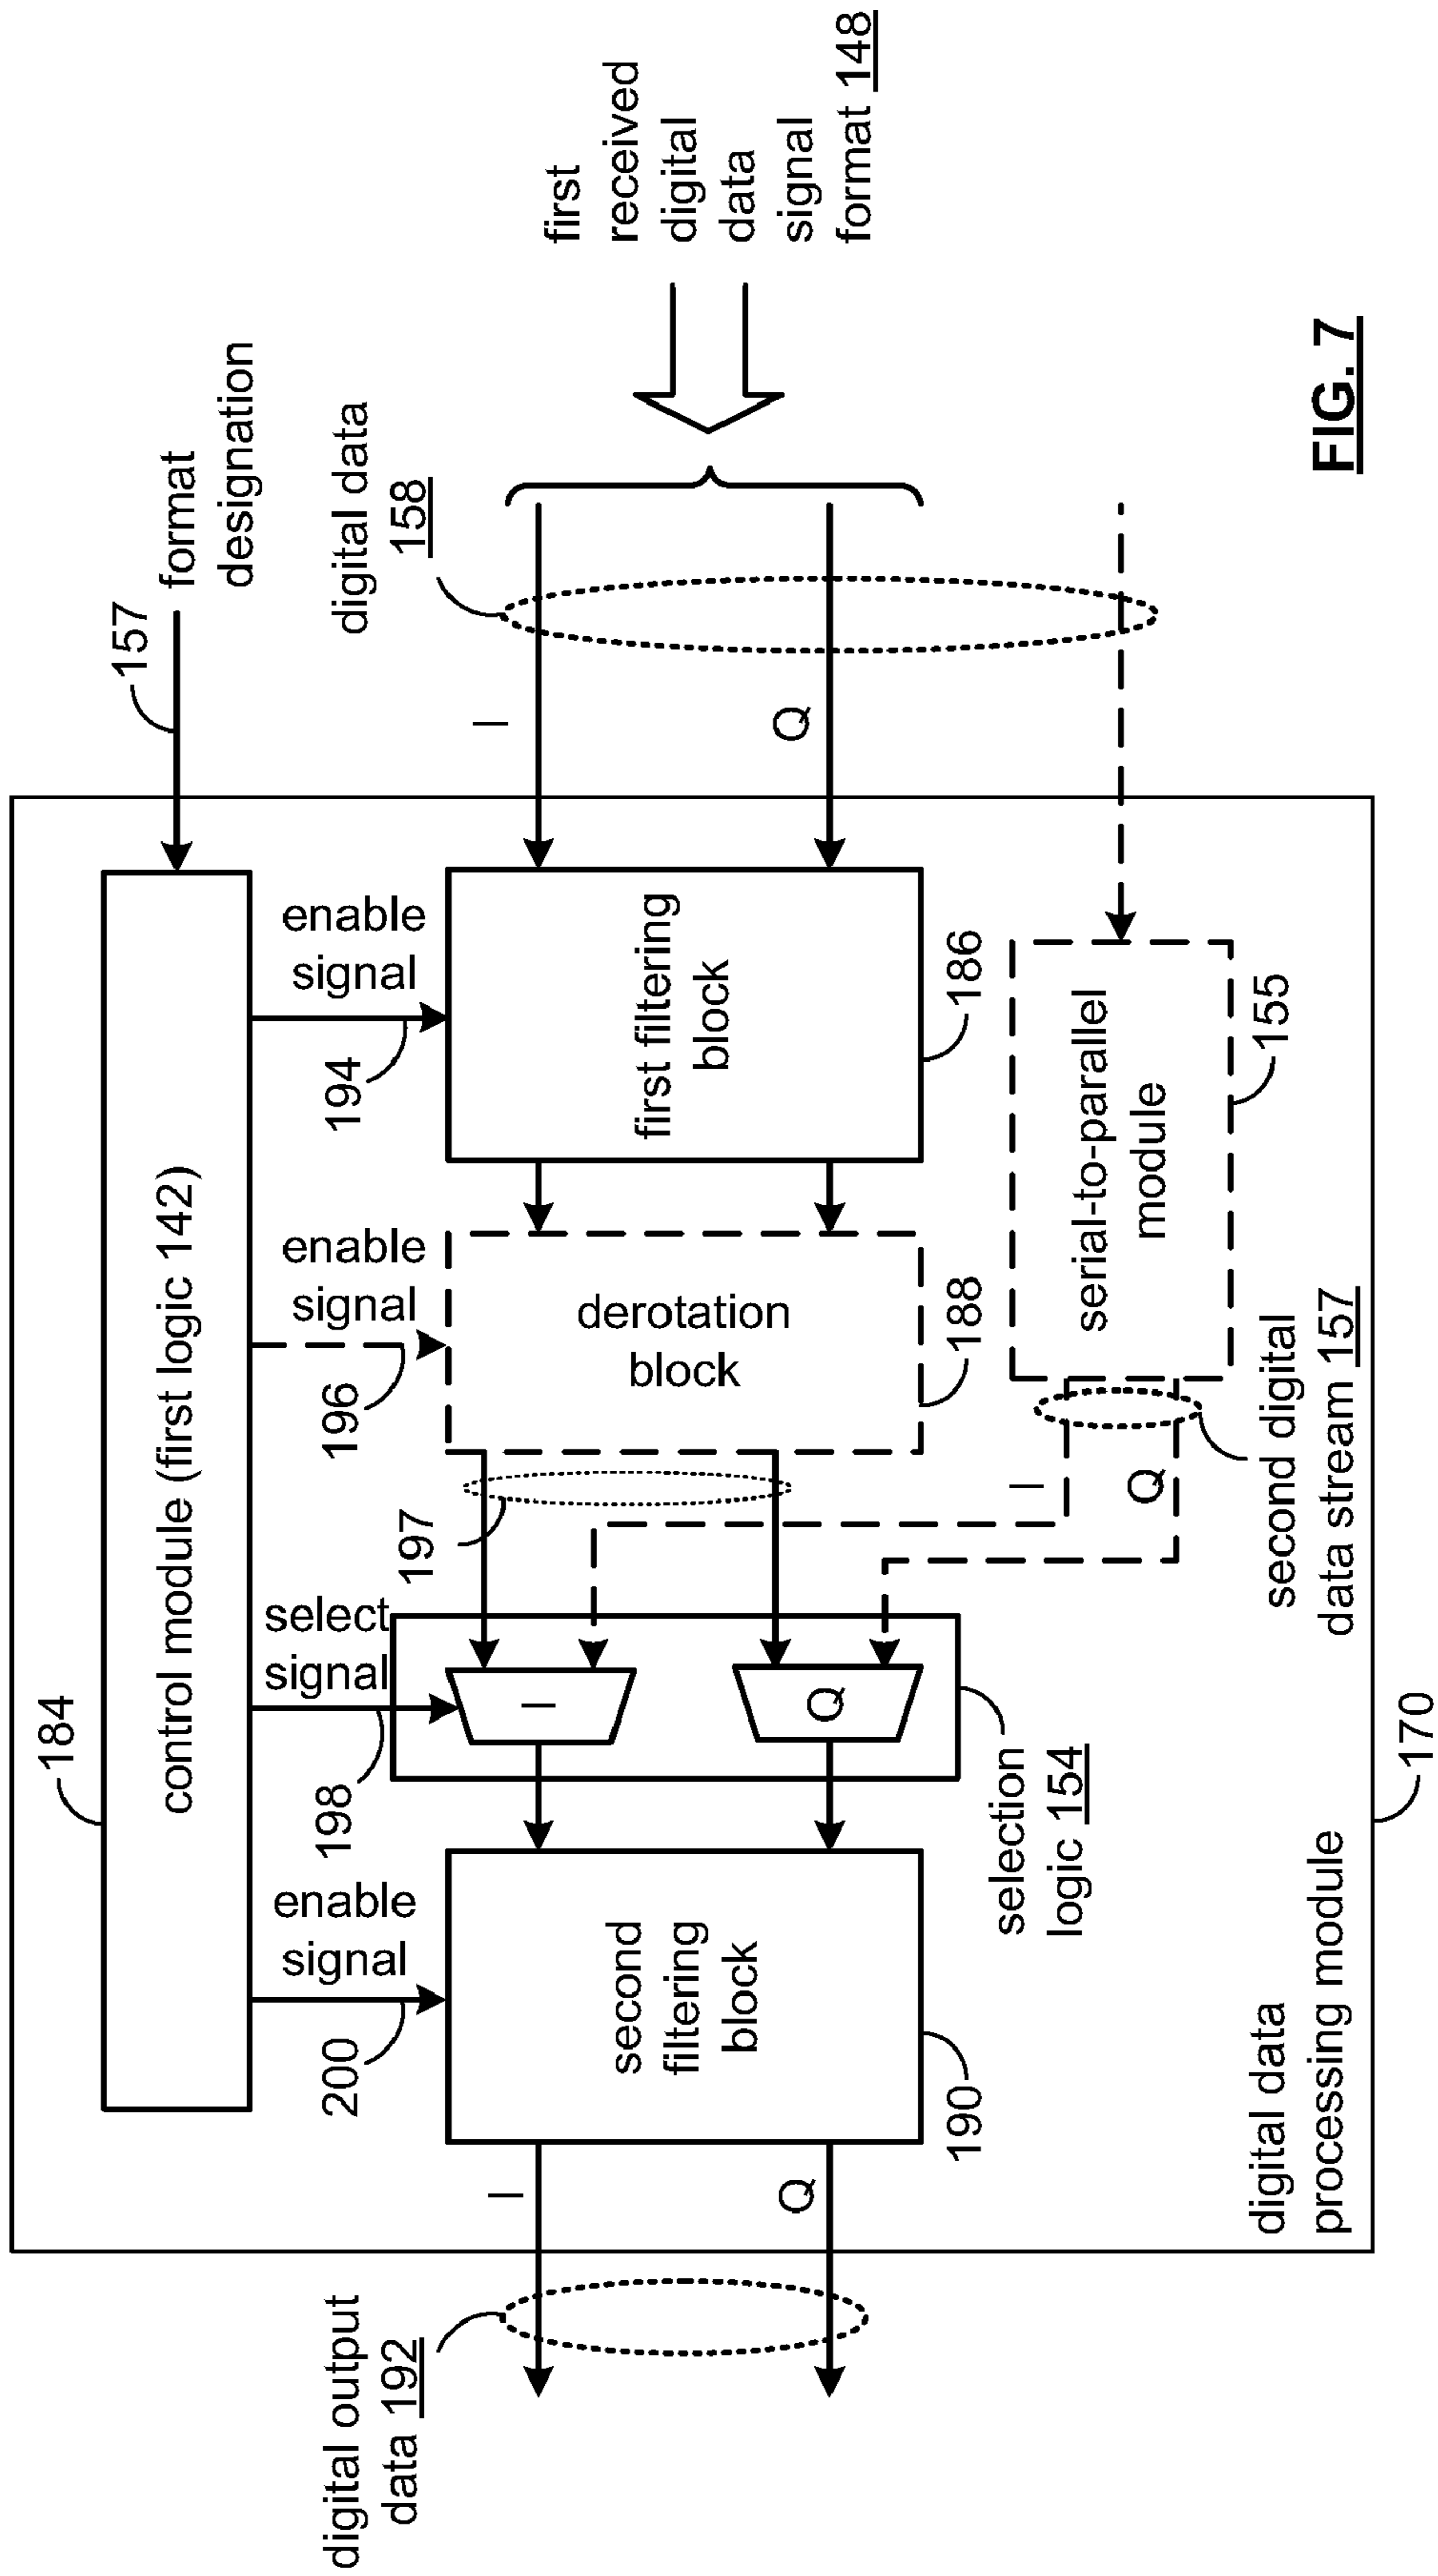 184
control module (first logic 142)
157
format
designation
enable
signal
200
select
signal
198
enable
signal
196
enable
signal
194
digital output
data 192
I
Q
second
filtering
block
190
I
Q
selection
logic 154
197
derotation
block
188
first filtering
block
186
I
Q
digital data
158
first
received
digital
data
signal
format 148
I
Q
serial-to-parallel
module
155
second digital
data stream 157
digital data
processing module
170
FIG. 7